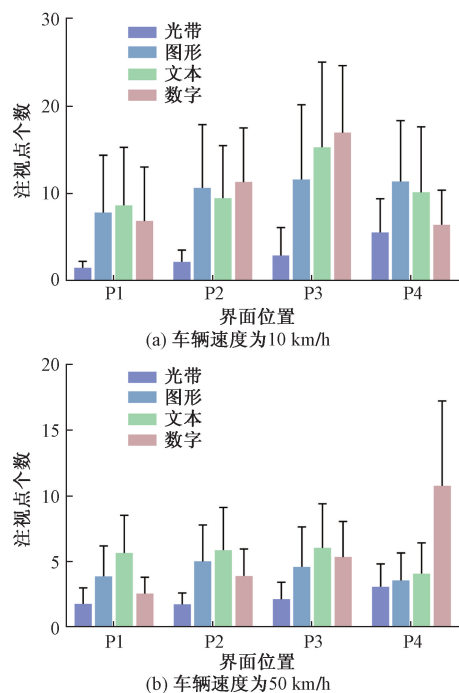 30
20
10
0
注视点个数
光带
图形
文本
数字
P1 P2 P3 P4
界面位置
(a) 车辆速度为10 km/h
20
15
10
5
0
注视点个数
光带
图形
文本
数字
P1 P2 P3 P4
界面位置
(b) 车辆速度为50 km/h